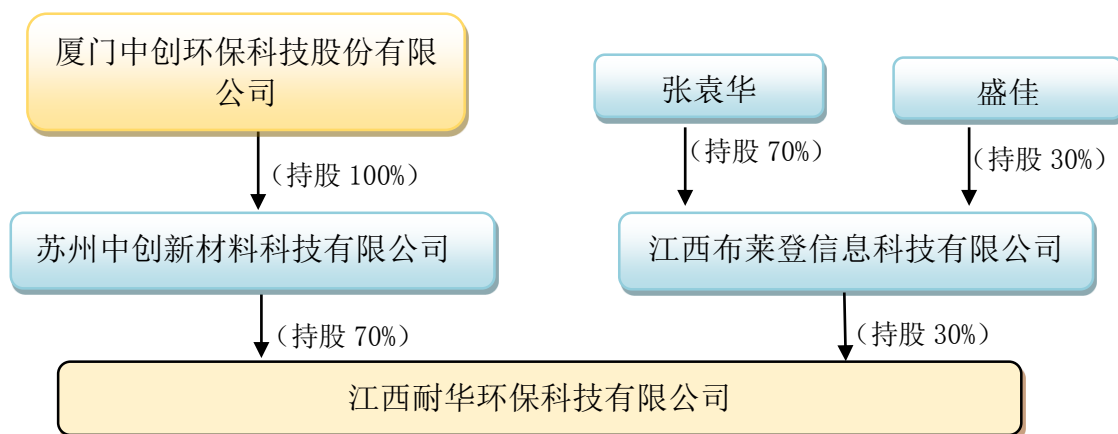 厦门中创环保科技股份有限
公司
张袁华
盛佳
（持股 100%）
（持股 70%）
（持股 30%）
苏州中创新材料科技有限公司
江西布莱登信息科技有限公司
（持股 70%）
（持股 30%）
江西耐华环保科技有限公司